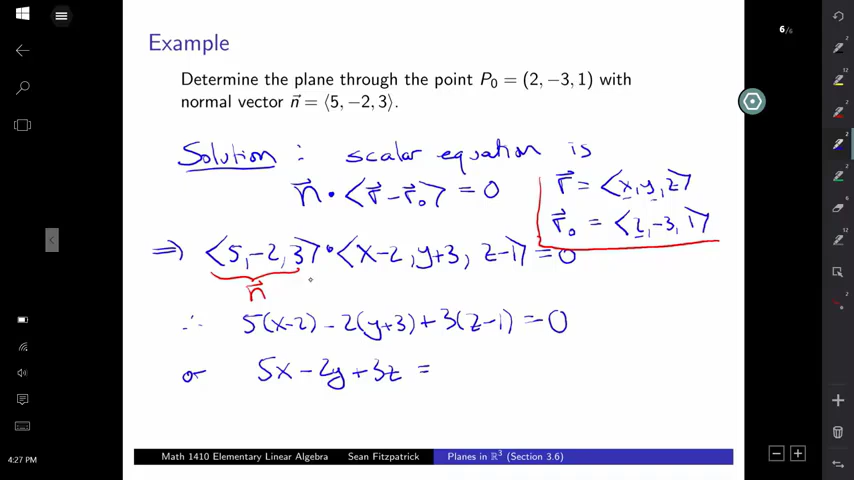 6/6
Example
Determine the plane through the point P₀ = (2, −3, 1) with
normal vector n⃗ = ⟨5, −2, 3⟩.
Solution : scalar equation is
n⃗ • ⟨r⃗ − r⃗₀⟩ = 0
r⃗ = ⟨x, y, z⟩
r⃗₀ = ⟨2, −3, 1⟩
⇒ ⟨5, −2, 3⟩ • ⟨x−2, y+3, z−1⟩ = 0
n⃗
∴ 5(x−2) − 2(y+3) + 3(z−1) = 0
or 5x − 2y + 3z =
Math 1410 Elementary Linear Algebra Sean Fitzpatrick Planes in ℝ³ (Section 3.6)
4:27 PM